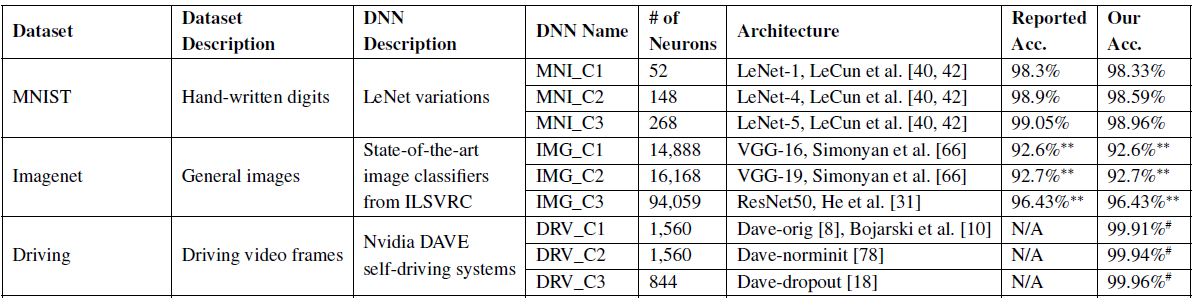 Dataset Dataset Description DNN Description DNN Name # of Neurons Architecture Reported Acc. Our Acc.
MNIST Hand-written digits LeNet variations MNI_C1 52 LeNet-1, LeCun et al. [40, 42] 98.3% 98.33%
MNI_C2 148 LeNet-4, LeCun et al. [40, 42] 98.9% 98.59%
MNI_C3 268 LeNet-5, LeCun et al. [40, 42] 99.05% 98.96%
Imagenet General images State-of-the-art image classifiers from ILSVRC IMG_C1 14,888 VGG-16, Simonyan et al. [66] 92.6%** 92.6%**
IMG_C2 16,168 VGG-19, Simonyan et al. [66] 92.7%** 92.7%**
IMG_C3 94,059 ResNet50, He et al. [31] 96.43%** 96.43%**
Driving Driving video frames Nvidia DAVE self-driving systems DRV_C1 1,560 Dave-orig [8], Bojarski et al. [10] N/A 99.91%#
DRV_C2 1,560 Dave-norminit [78] N/A 99.94%#
DRV_C3 844 Dave-dropout [18] N/A 99.96%#